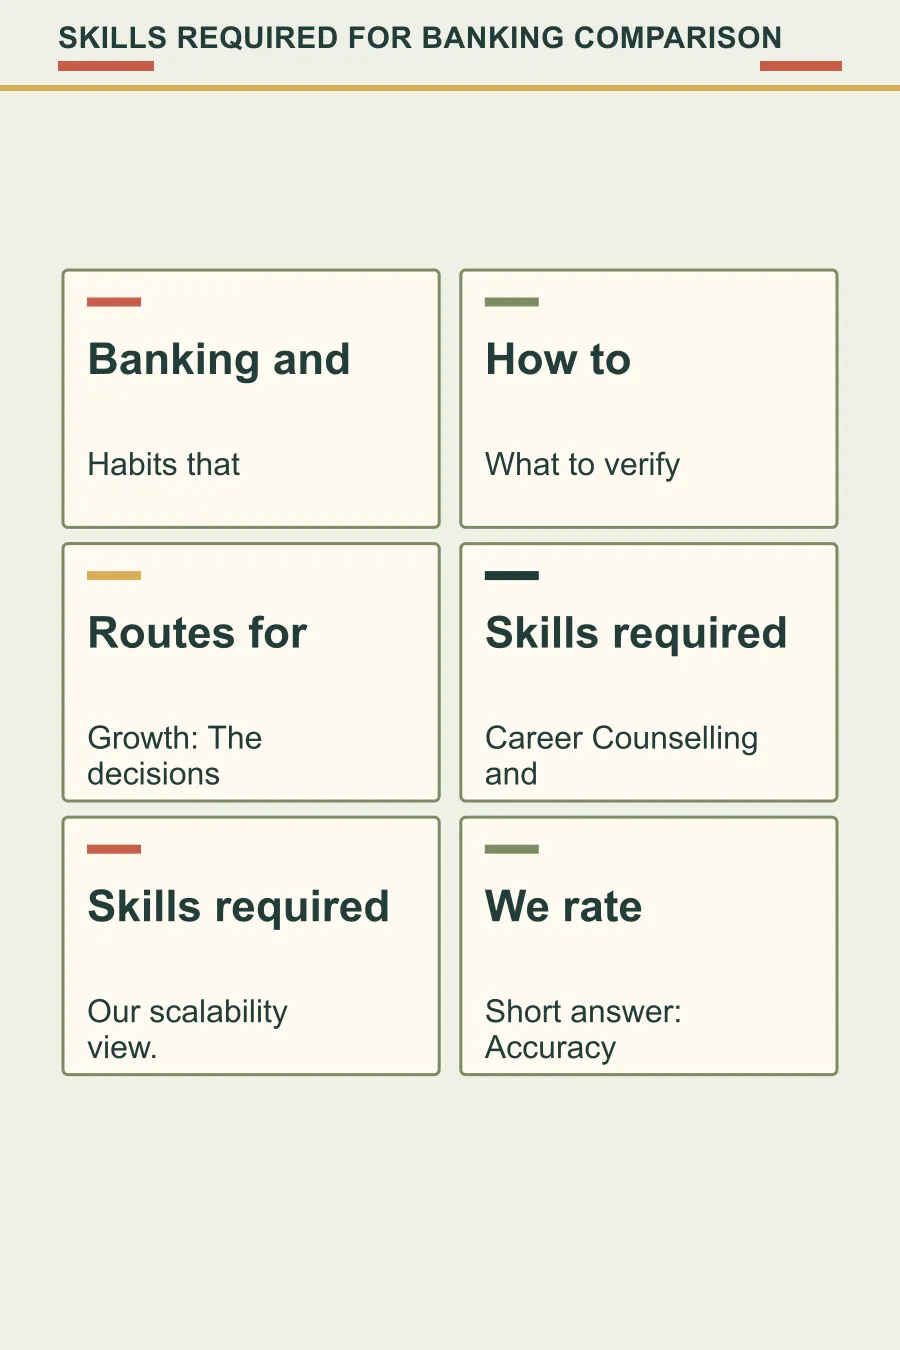 SKILLS REQUIRED FOR BANKING COMPARISON
Banking and
Habits that
How to
What to verify
Routes for
Growth: The
decisions
Skills required
Career Counselling
and
Skills required
Our scalability
view.
We rate
Short answer:
Accuracy